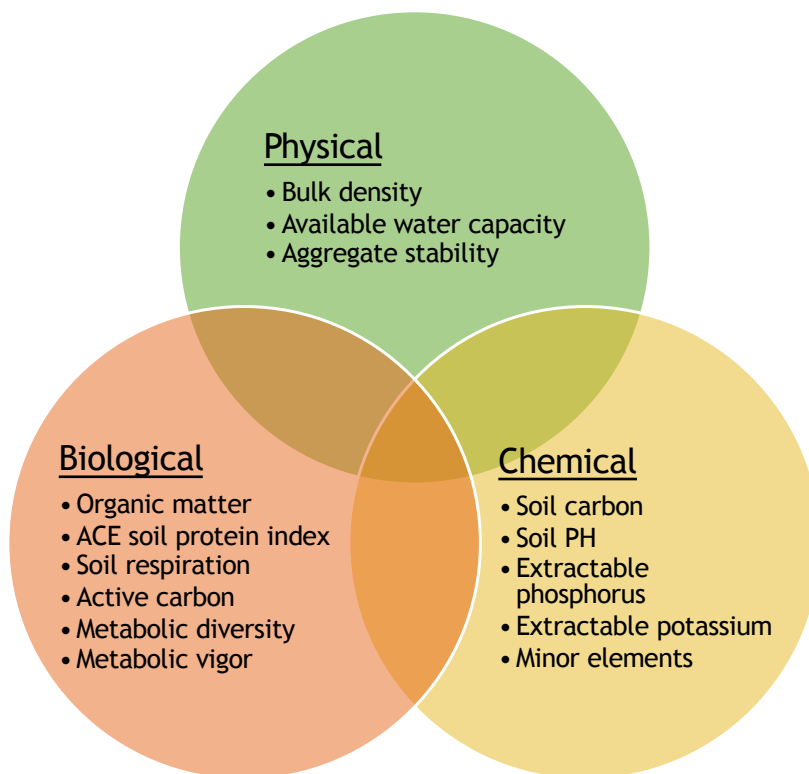 Physical
• Bulk density
• Available water capacity
• Aggregate stability
Biological
• Organic matter
• ACE soil protein index
• Soil respiration
• Active carbon
• Metabolic diversity
• Metabolic vigor
Chemical
• Soil carbon
• Soil PH
• Extractable
phosphorus
• Extractable potassium
• Minor elements